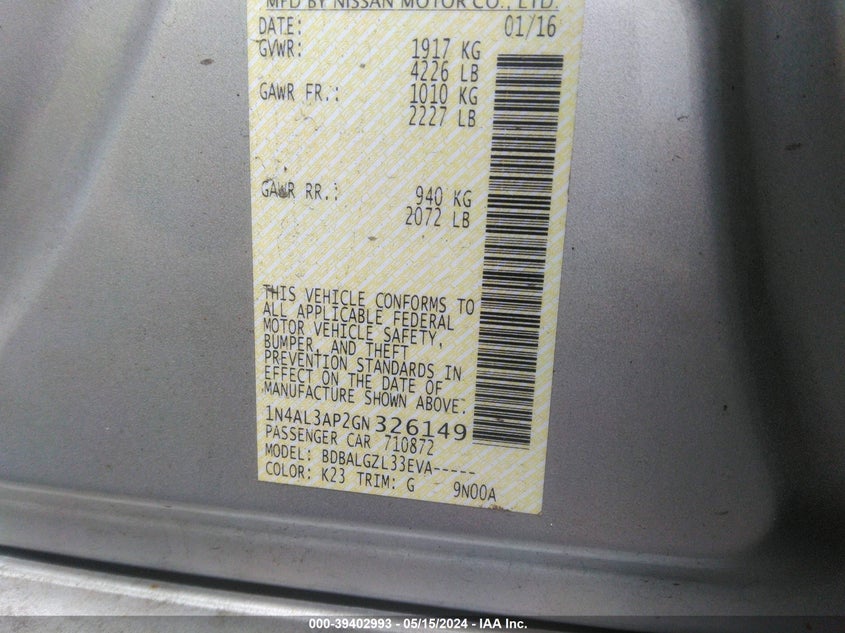 MFD BY NISSAN MOTOR CO., LTD.
DATE: 01/16
GVWR: 1917 KG
4226 LB
GAWR FR.: 1010 KG
2227 LB
GAWR RR.: 940 KG
2072 LB
THIS VEHICLE CONFORMS TO
ALL APPLICABLE FEDERAL
MOTOR VEHICLE SAFETY,
BUMPER, AND THEFT
PREVENTION STANDARDS IN
EFFECT ON THE DATE OF
MANUFACTURE SHOWN ABOVE.
1N4AL3AP2GN326149
PASSENGER CAR 710872
MODEL: BDBALGZL33EVA-----
COLOR: K23 TRIM: G 9N00A
000-39402993 - 05/15/2024 - IAA Inc.